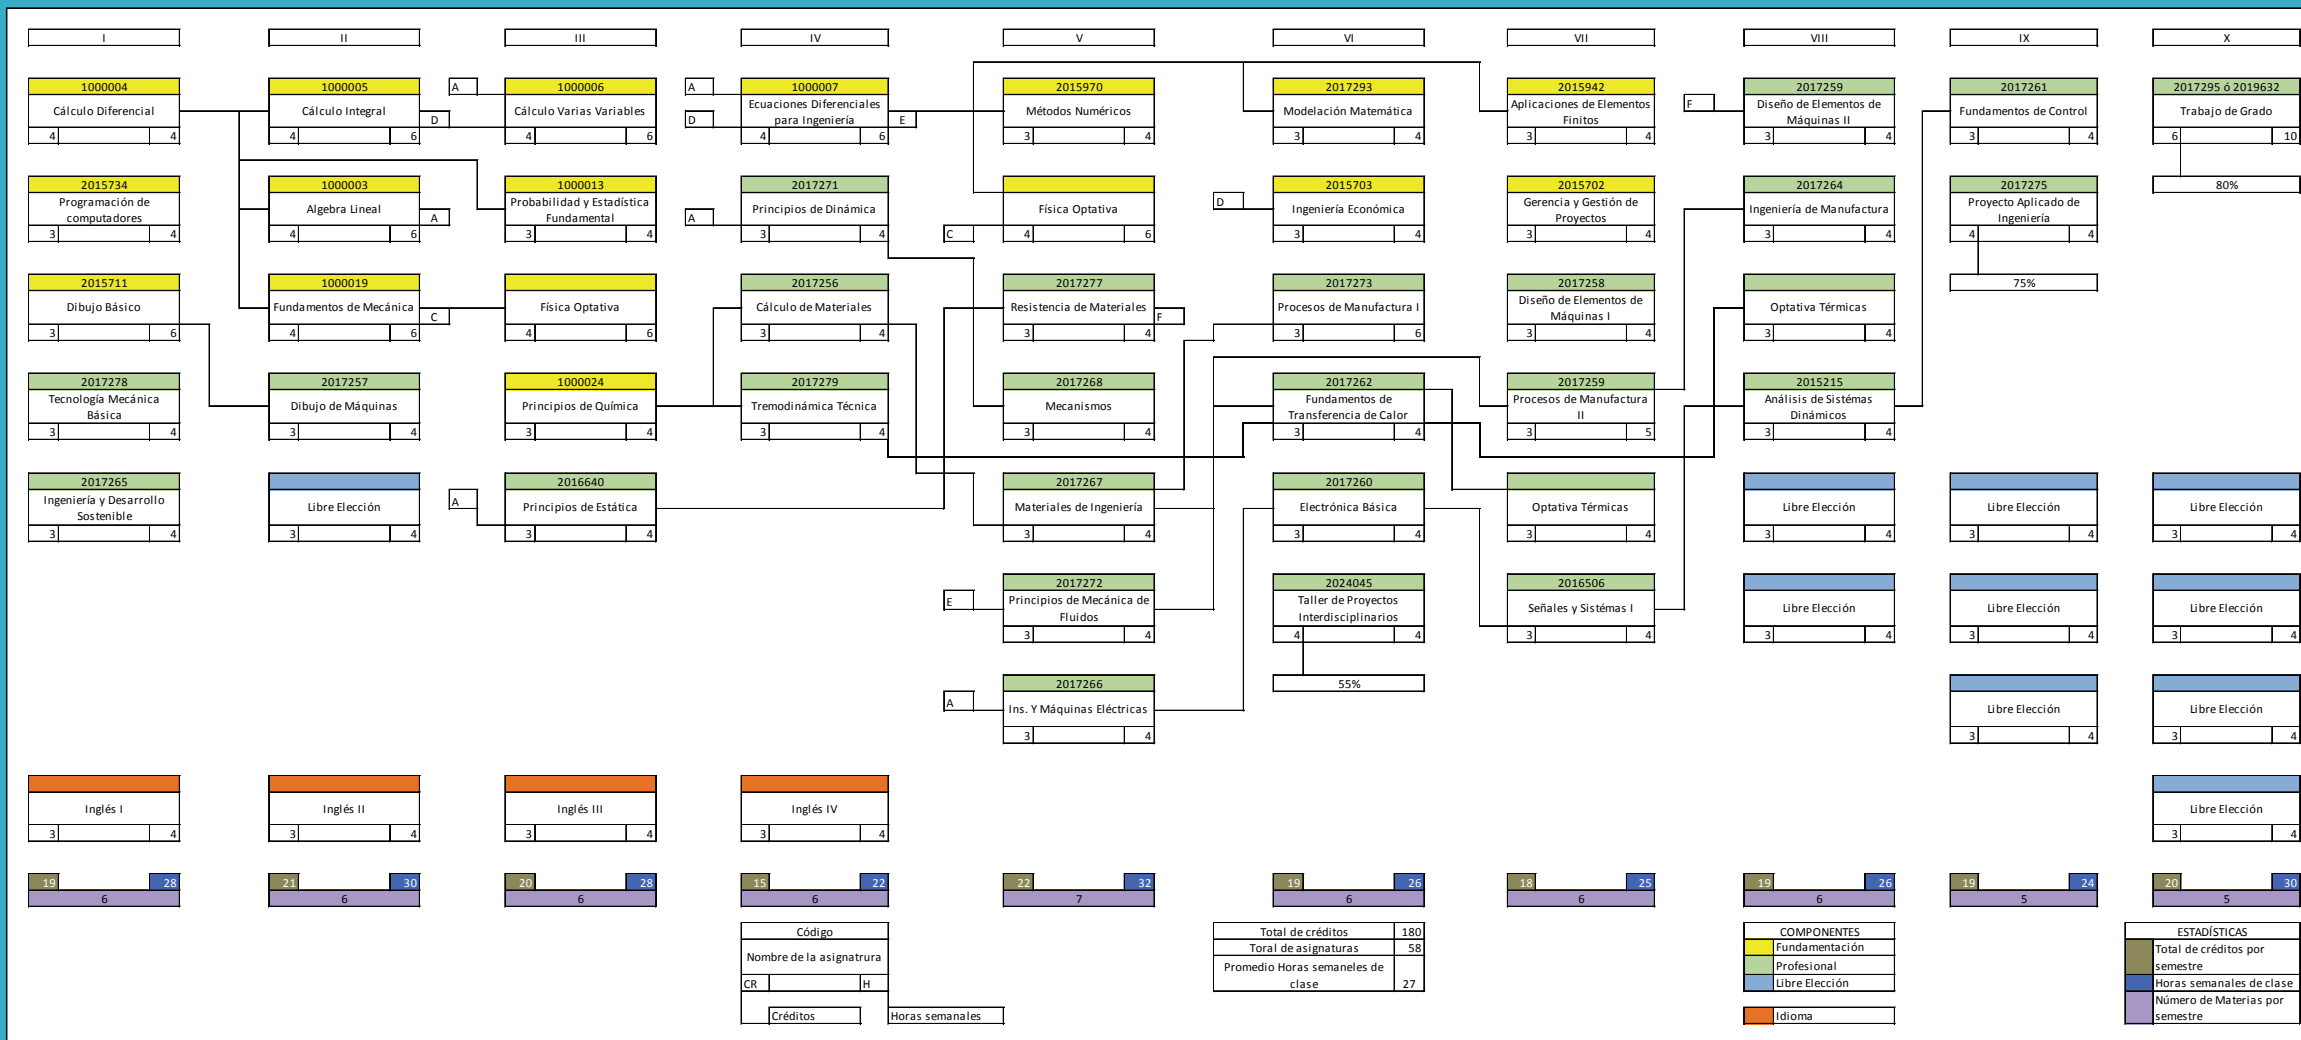 I II III IV V VI VII VIII IX X
1000004 1000005 A 1000006 A 1000007 2015970 2017293 2015942 2017259 2017261 2017295 ó 2019632
Cálculo Diferencial
Cálculo Integral
D
Cálculo Varias Variables
D
Ecuaciones Diferenciales
para Ingeniería
E
Métodos Numéricos
Modelación Matemática
Aplicaciones de Elementos
Finitos
F
Diseño de Elementos de
Máquinas II
Fundamentos de Control
Trabajo de Grado
4 4 4 6 4 6 4 6 3 4 3 4 3 4 3 4 3 4 6 10
2015734 1000003 1000013 2017271 2015703 2015702 2017264 2017275 80%
Programación de
computadores
Algebra Lineal
A
Probabilidad y Estadística
Fundamental
A
Principios de Dinámica
C
Física Optativa
D
Ingeniería Económica
Gerencia y Gestión de
Proyectos
Ingeniería de Manufactura
Proyecto Aplicado de
Ingeniería
3 4 4 6 3 4 3 4 4 6 3 4 3 4 3 4 4 4
2015711 1000019 2017256 2017277 2017273 2017258 75%
Dibujo Básico
Fundamentos de Mecánica
C
Física Optativa
Cálculo de Materiales
Resistencia de Materiales
F
Procesos de Manufactura I
Diseño de Elementos de
Máquinas I
Optativa Térmicas
3 6 4 6 4 6 3 4 3 4 3 6 3 4 3 4
2017278 2017257 1000024 2017279 2017268 2017262 2017259 2015215
Tecnología Mecánica
Básica
Dibujo de Máquinas
Principios de Química
Tremodinámica Técnica
Mecanismos
Fundamentos de
Transferencia de Calor
Procesos de Manufactura
II
Análisis de Sistémas
Dinámicos
3 4 3 4 3 4 3 4 3 4 3 4 3 5 3 4
2017265 2016640 2017267 2017260
Ingeniería y Desarrollo
Sostenible
Libre Elección
A
Principios de Estática
Materiales de Ingeniería
Electrónica Básica
Optativa Térmicas
Libre Elección
Libre Elección
Libre Elección
3 4 3 4 3 4 3 4 3 4 3 4 3 4 3 4 3 4
2017272 2024045 2016506
E
Principios de Mecánica de
Fluidos
Taller de Proyectos
Interdisciplinarios
Señales y Sistémas I
Libre Elección
Libre Elección
Libre Elección
3 4 4 4 3 4 3 4 3 4 3 4
2017266 55%
A
Ins. Y Máquinas Eléctricas
Libre Elección
Libre Elección
3 4 3 4 3 4
Inglés I
Inglés II
Inglés III
Inglés IV
Libre Elección
3 4 3 4 3 4 3 4 3 4
19 28 21 30 20 28 15 22 22 32 19 26 18 25 19 26 19 24 20 30
6 6 6 6 7 6 6 6 5 5
Código
Nombre de la asignatrura
CR H
Créditos Horas semanales
Total de créditos 180
Toral de asignaturas 58
Promedio Horas semaneles de
clase 27
COMPONENTES
Fundamentación
Profesional
Libre Elección
Idioma
ESTADÍSTICAS
Total de créditos por
semestre
Horas semanales de clase
Número de Materias por
semestre